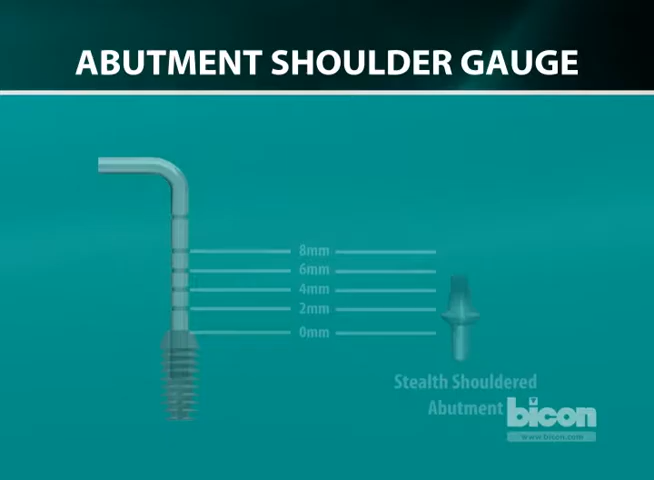 ABUTMENT SHOULDER GAUGE
8mm
6mm
4mm
2mm
0mm
Stealth Shouldered
Abutment
bicon
www.bicon.com